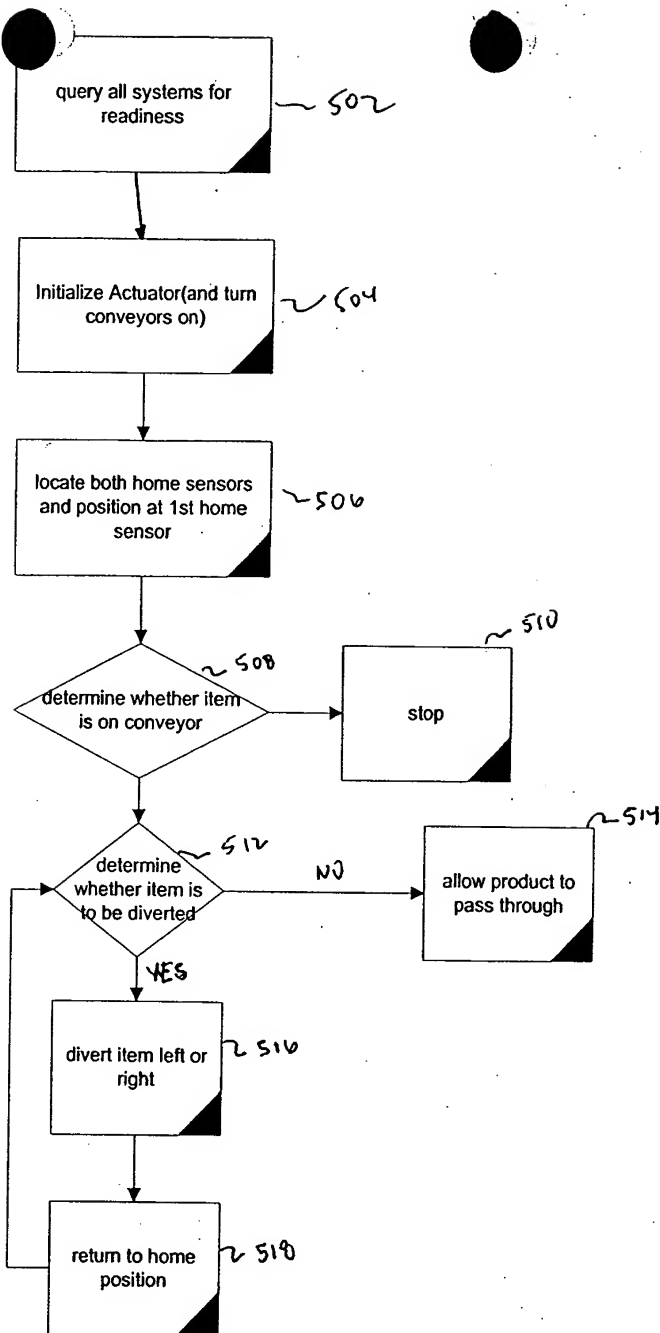 query all systems for
readiness
502
Initialize Actuator(and turn
conveyors on)
504
locate both home sensors
and position at 1st home
sensor
506
508
determine whether item
is on conveyor
510
stop
512
determine
whether item is
to be diverted
NO
514
allow product to
pass through
YES
divert item left or
right
516
return to home
position
518